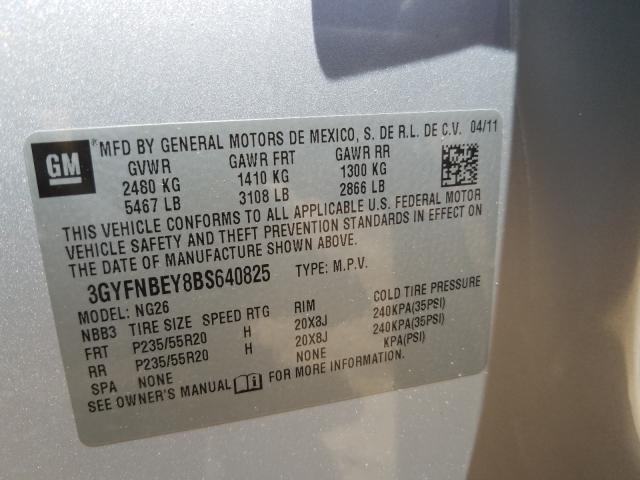 GM
*MFD BY GENERAL MOTORS DE MEXICO, S. DE R.L. DE C.V. 04/11
GVWR GAWR FRT GAWR RR
2480 KG 1410 KG 1300 KG
5467 LB 3108 LB 2866 LB
THIS VEHICLE CONFORMS TO ALL APPLICABLE U.S. FEDERAL MOTOR
VEHICLE SAFETY AND THEFT PREVENTION STANDARDS IN EFFECT ON
THE DATE OF MANUFACTURE SHOWN ABOVE.
3GYFNBEY8BS640825 TYPE: M.P.V.
MODEL: NG26
NBB3 TIRE SIZE SPEED RTG RIM COLD TIRE PRESSURE
FRT P235/55R20 H 20X8J 240KPA(35PSI)
RR P235/55R20 H 20X8J 240KPA(35PSI)
SPA NONE NONE KPA(PSI)
SEE OWNER'S MANUAL FOR MORE INFORMATION.